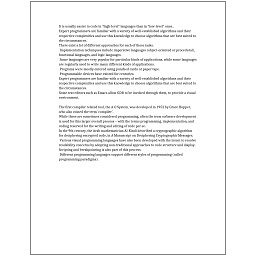 It is usually easier to code in "high-level" languages than in "low-level" ones.
Expert programmers are familiar with a variety of well-established algorithms and their
respective complexities and use this knowledge to choose algorithms that are best suited to
the circumstances.
There exist a lot of different approaches for each of those tasks.
Implementation techniques include imperative languages (object-oriented or procedural),
functional languages, and logic languages.
Some languages are very popular for particular kinds of applications, while some languages
are regularly used to write many different kinds of applications.
Programs were mostly entered using punched cards or paper tape.
Programmable devices have existed for centuries.
Expert programmers are familiar with a variety of well-established algorithms and their
respective complexities and use this knowledge to choose algorithms that are best suited to
the circumstances.
Some text editors such as Emacs allow GDB to be invoked through them, to provide a visual
environment.
The first compiler related tool, the A-0 System, was developed in 1952 by Grace Hopper,
who also coined the term 'compiler'.
While these are sometimes considered programming, often the term software development
is used for this larger overall process – with the terms programming, implementation, and
coding reserved for the writing and editing of code per se.
In the 9th century, the Arab mathematician Al-Kindi described a cryptographic algorithm
for deciphering encrypted code, in A Manuscript on Deciphering Cryptographic Messages.
Various visual programming languages have also been developed with the intent to resolve
readability concerns by adopting non-traditional approaches to code structure and display.
Scripting and breakpointing is also part of this process.
Different programming languages support different styles of programming (called
programming paradigms).